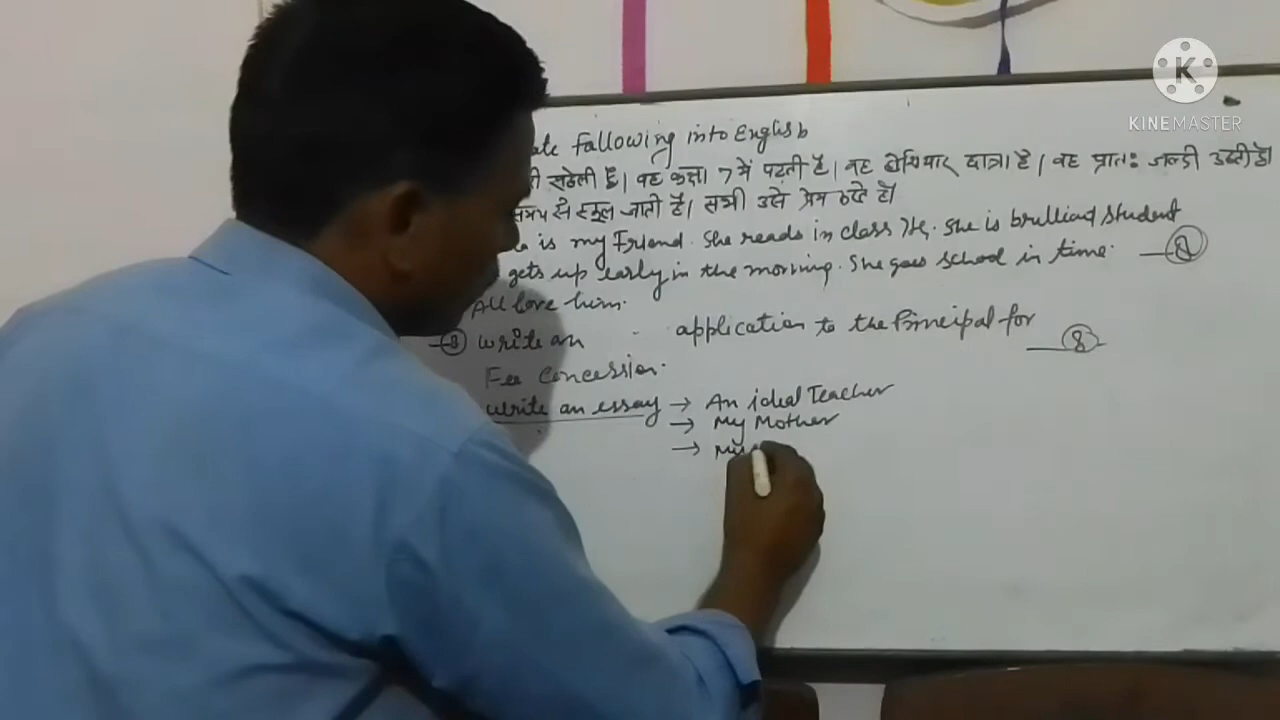 KINEMASTER
Following into English
सहेली है। वह कक्षा 7 में पढ़ती है। वह होशियार छात्रा है। वह प्रातः जल्दी उठती है।
समय से स्कूल जाती है। सभी उसे प्रेम करते हैं।
is my Friend. She reads in class 7th. She is brilliant student
gets up early in the morning. She goes school in time. 8
All love him.
8 write an application to the Principal for 8
Fee Concession.
write an essay → An ideal Teacher
→ My Mother
→ My